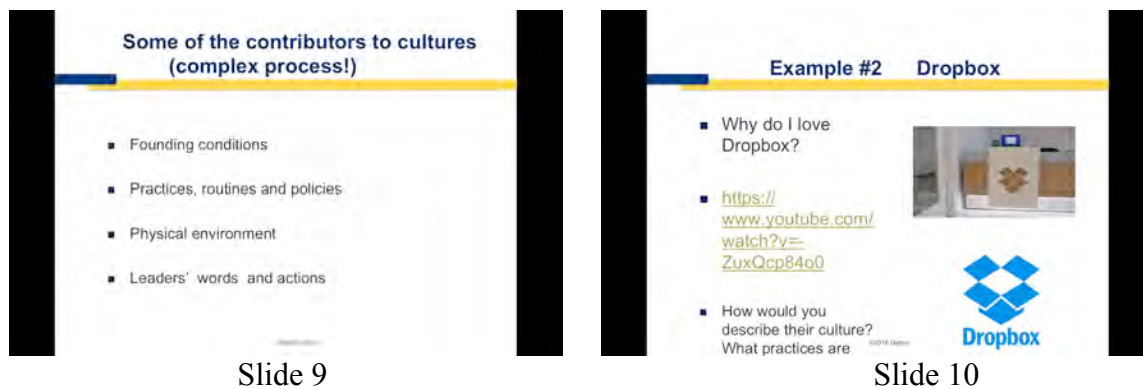 Some of the contributors to cultures
(complex process!)
Founding conditions
Practices, routines and policies
Physical environment
Leaders' words and actions
Slide 9
Example #2 Dropbox
Why do I love
Dropbox?
https://
www.youtube.com/
watch?v=-
ZuxQcp84o0
How would you
describe their culture?
What practices are
Dropbox
Slide 10